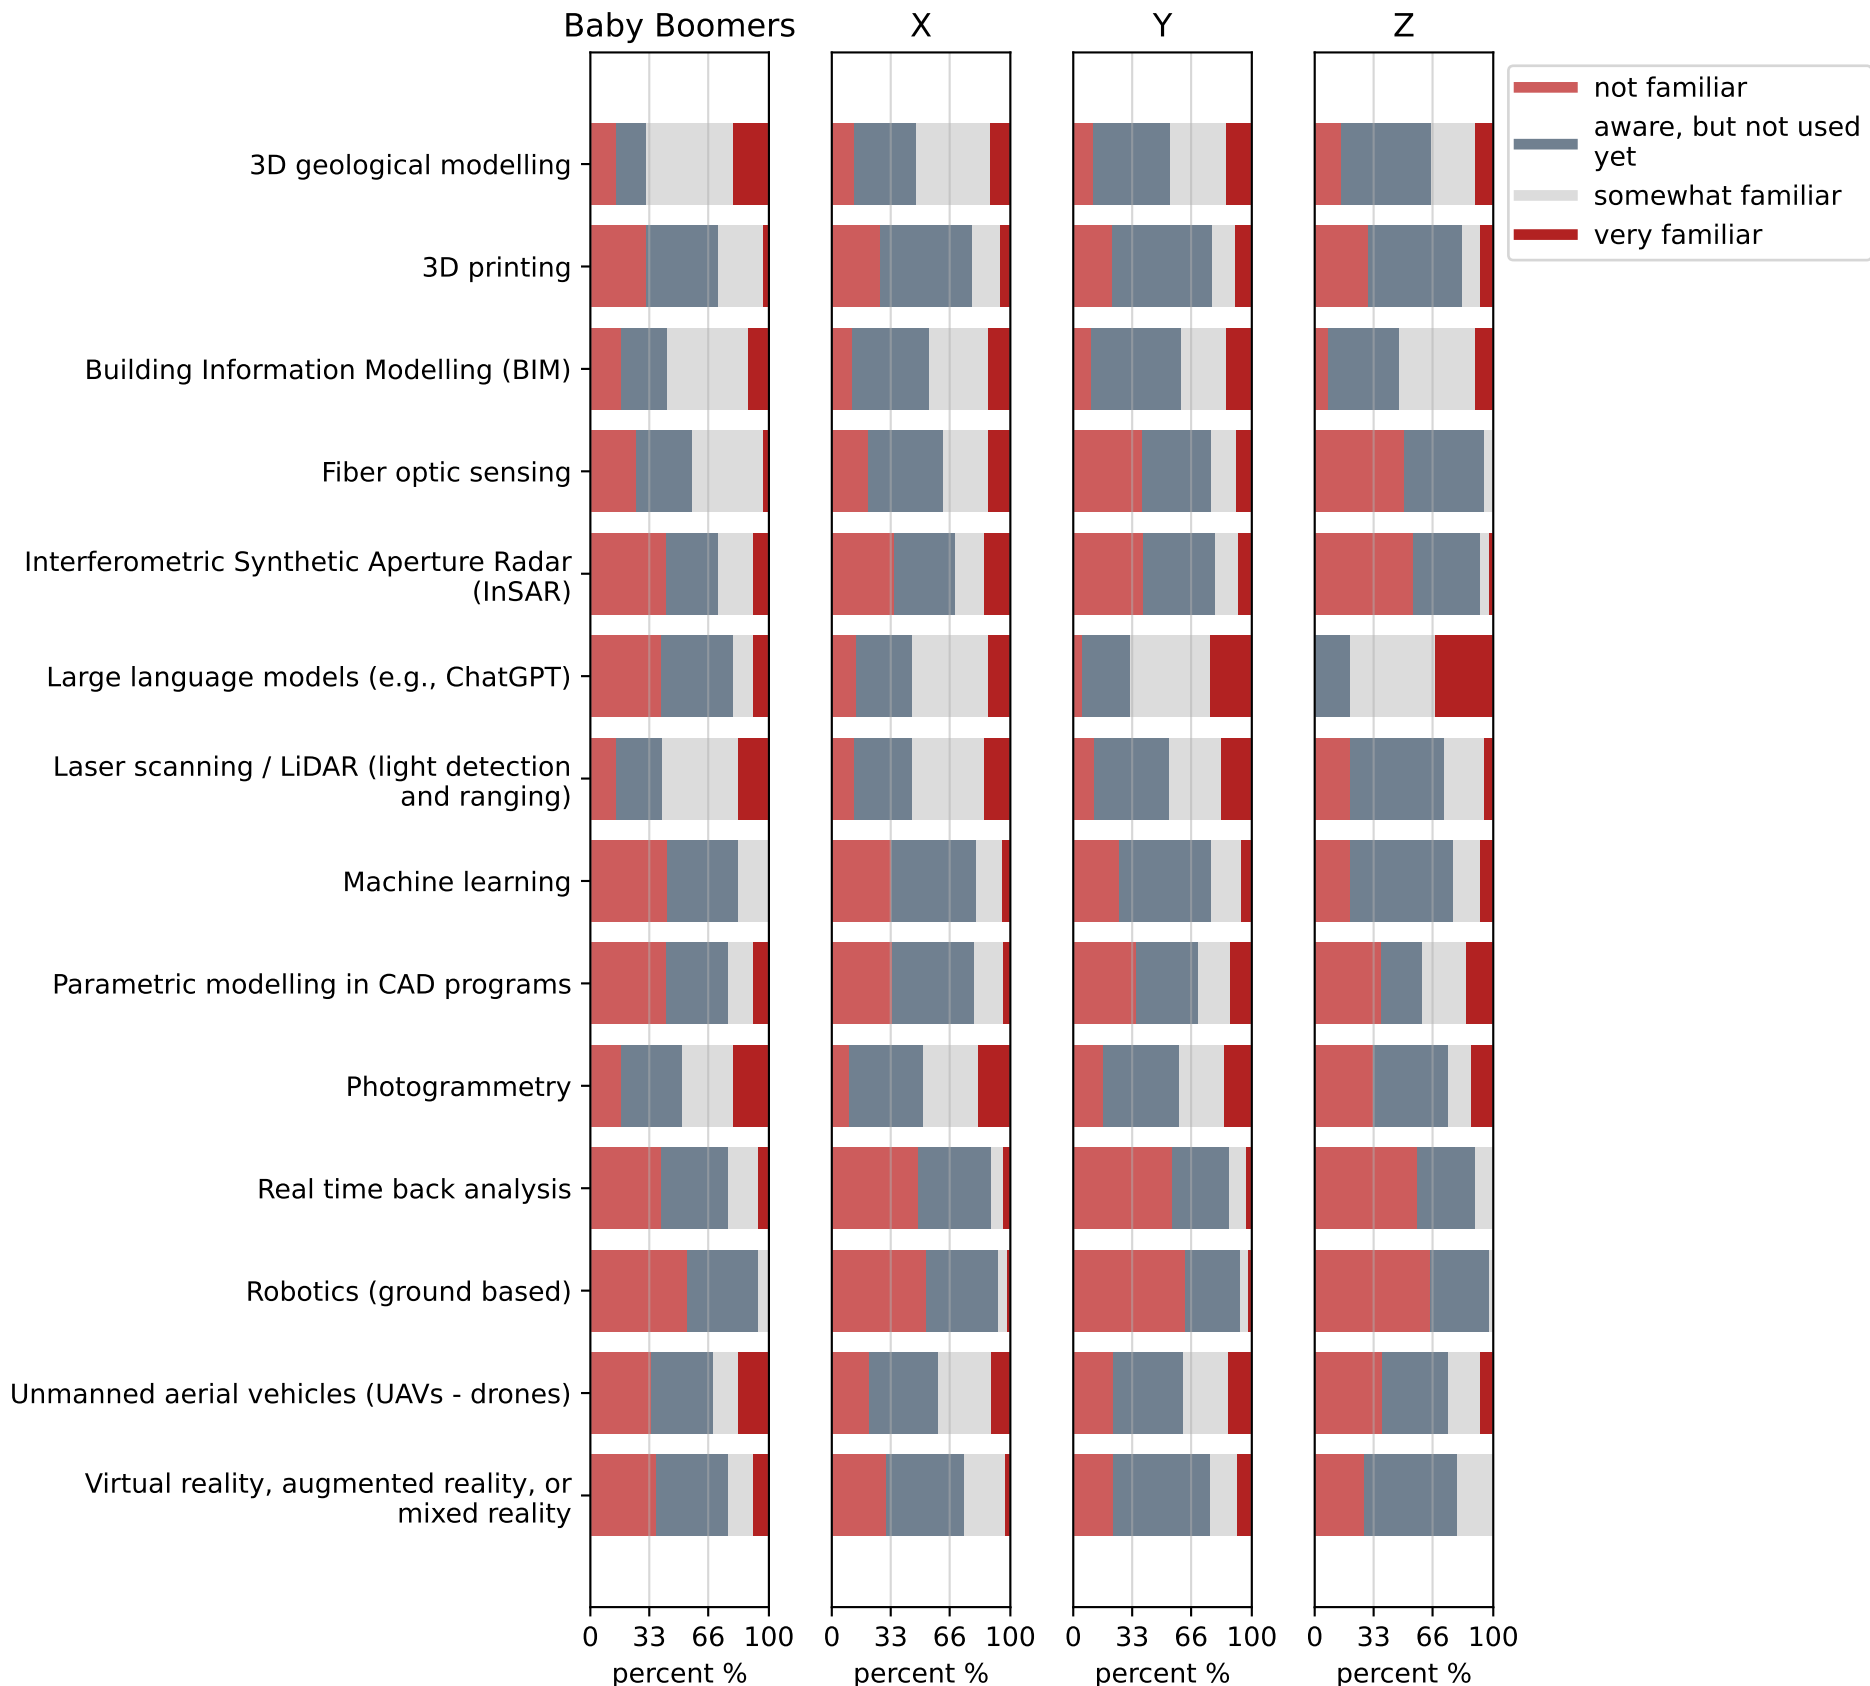 Baby Boomers
X
Y
Z
not familiar
aware, but not used
yet
somewhat familiar
very familiar
3D geological modelling
3D printing
Building Information Modelling (BIM)
Fiber optic sensing
Interferometric Synthetic Aperture Radar
(InSAR)
Large language models (e.g., ChatGPT)
Laser scanning / LiDAR (light detection
and ranging)
Machine learning
Parametric modelling in CAD programs
Photogrammetry
Real time back analysis
Robotics (ground based)
Unmanned aerial vehicles (UAVs - drones)
Virtual reality, augmented reality, or
mixed reality
0 33 66 100
0 33 66 100
0 33 66 100
0 33 66 100
percent %
percent %
percent %
percent %